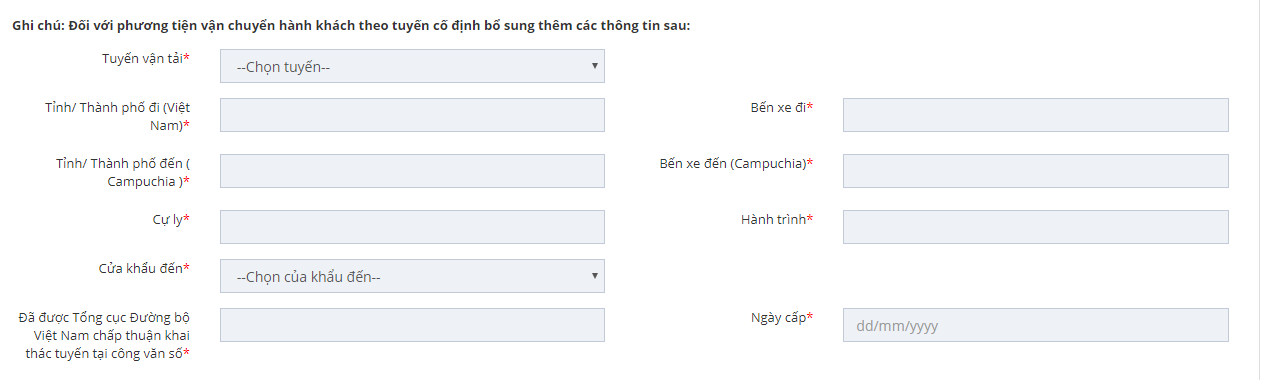 Ghi chú: Đối với phương tiện vận chuyển hành khách theo tuyến cố định bổ sung thêm các thông tin sau:
Tuyến vận tải*
--Chọn tuyến--
Tỉnh/ Thành phố đi (Việt
Nam)*
Bến xe đi*
Tỉnh/ Thành phố đến (
Campuchia )*
Bến xe đến (Campuchia)*
Cự ly*
Hành trình*
Cửa khẩu đến*
--Chọn của khẩu đến--
Đã được Tổng cục Đường bộ
Việt Nam chấp thuận khai
thác tuyến tại công văn số*
Ngày cấp*
dd/mm/yyyy